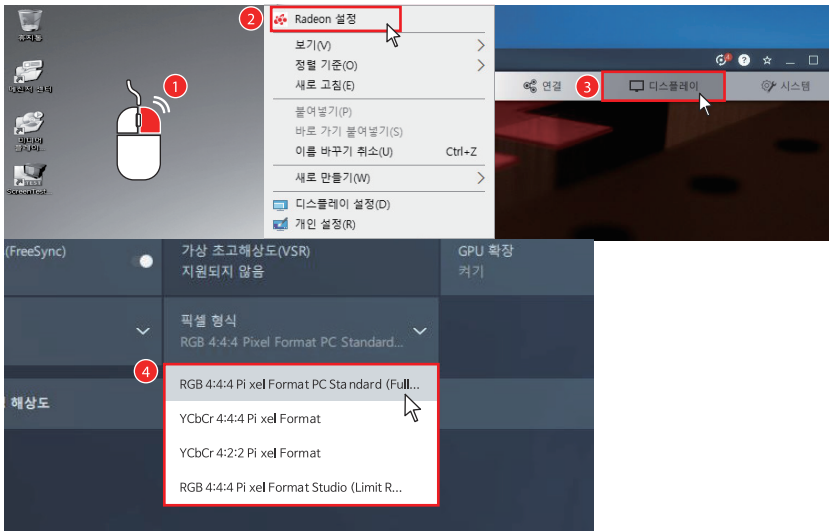 휴지통
ScreenTest...
1
2
Radeon 설정
보기(V)
정렬 기준(O)
새로 고침(E)
붙여넣기(P)
바로 가기 붙여넣기(S)
이름 바꾸기 취소(U) Ctrl+Z
새로 만들기(W)
디스플레이 설정(D)
개인 설정(R)
연결
3
디스플레이
시스템
(FreeSync)
가상 초고해상도(VSR)
지원되지 않음
GPU 확장
켜기
픽셀 형식
RGB 4:4:4 Pixel Format PC Standard...
4
해상도
RGB 4:4:4 Pi xel Format PC Sta ndard (Full...
YCbCr 4:4:4 Pi xel Format
YCbCr 4:2:2 Pi xel Format
RGB 4:4:4 Pi xel Format Studio (Limit R...